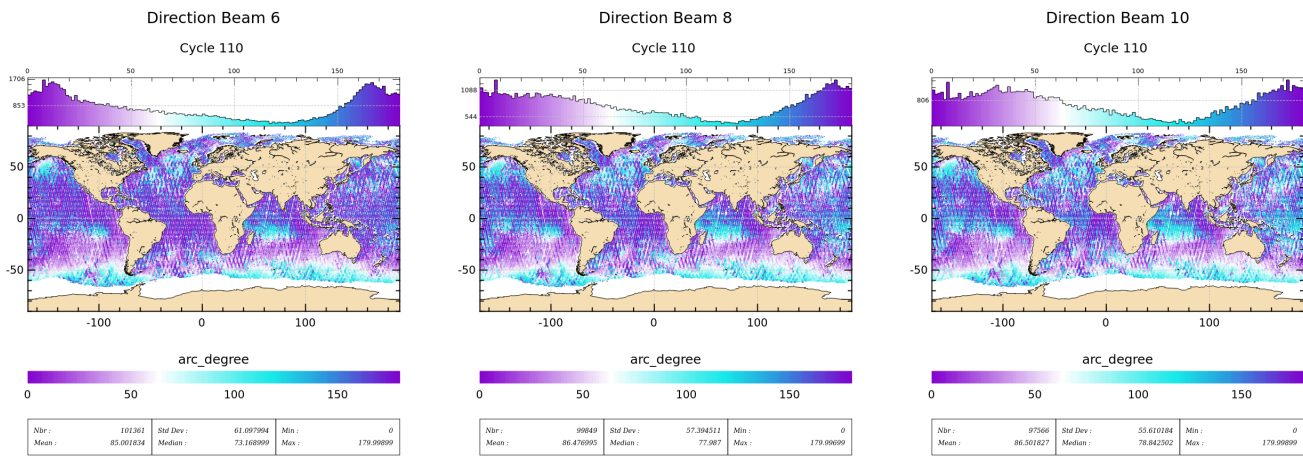 Direction Beam 6
Cycle 110
0 50 100 150
1706
853
50
0
-50
-100 0 100
arc_degree
0 50 100 150
Nbr : 101361 Std Dev : 61.097994 Min : 0
Mean : 85.001834 Median : 73.168999 Max : 179.99899
Direction Beam 8
Cycle 110
0 50 100 150
1088
544
50
0
-50
-100 0 100
arc_degree
0 50 100 150
Nbr : 99849 Std Dev : 57.394511 Min : 0
Mean : 86.476995 Median : 77.987 Max : 179.99699
Direction Beam 10
Cycle 110
0 50 100 150
806
50
0
-50
-100 0 100
arc_degree
0 50 100 150
Nbr : 97566 Std Dev : 55.610184 Min : 0
Mean : 86.501827 Median : 78.842502 Max : 179.99899